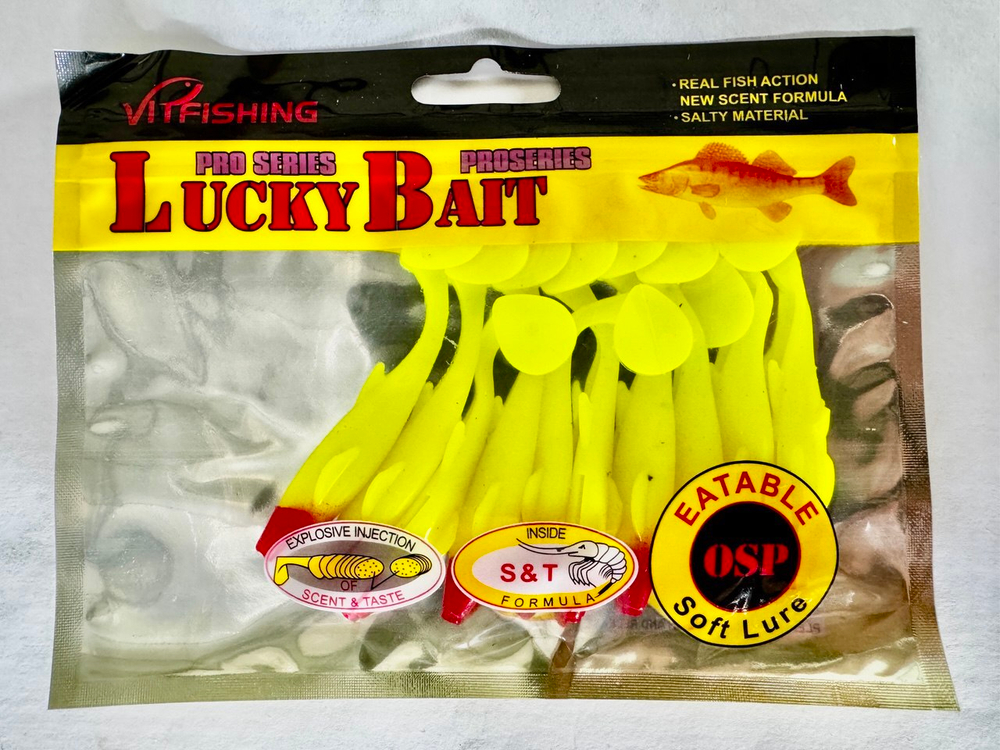 VITFISHING
· REAL FISH ACTION
NEW SCENT FORMULA
· SALTY MATERIAL
PRO SERIES
PROSERIES
LUCKY BAIT
EXPLOSIVE INJECTION
OF
SCENT & TASTE
INSIDE
S&T
FORMULA
EATABLE
OSP
Soft Lure